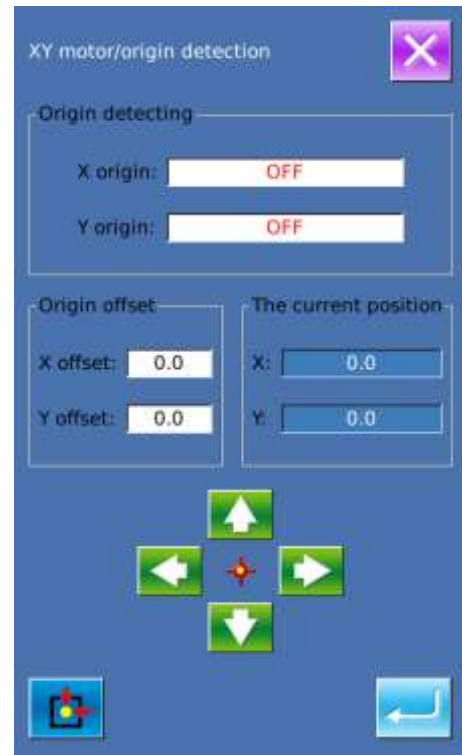 XY motor/origin detection
Origin detecting
X origin: OFF
Y origin: OFF
Origin offset
X offset: 0.0
Y offset: 0.0
The current position
X: 0.0
Y: 0.0